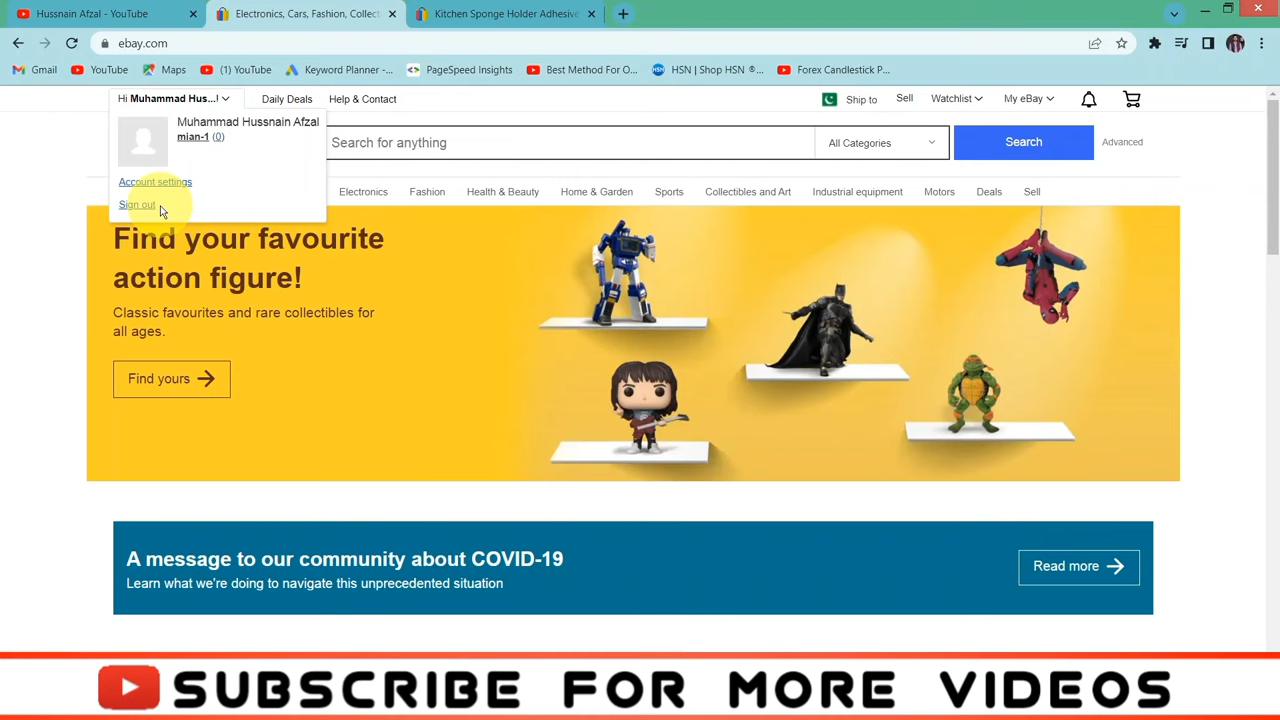 Hussnain Afzal - YouTube
Electronics, Cars, Fashion, Collect
Kitchen Sponge Holder Adhesive
ebay.com
Gmail
YouTube
Maps
(1) YouTube
Keyword Planner -...
PageSpeed Insights
Best Method For O...
HSN | Shop HSN ®...
Forex Candlestick P...
Hi Muhammad Hus...!
Daily Deals
Help & Contact
Ship to
Sell
Watchlist
My eBay
Muhammad Hussnain Afzal
mian-1 (0)
Account settings
Sign out
Search for anything
All Categories
Search
Advanced
Electronics
Fashion
Health & Beauty
Home & Garden
Sports
Collectibles and Art
Industrial equipment
Motors
Deals
Sell
Find your favourite
action figure!
Classic favourites and rare collectibles for
all ages.
Find yours
A message to our community about COVID-19
Learn what we're doing to navigate this unprecedented situation
Read more
SUBSCRIBE FOR MORE VIDEOS